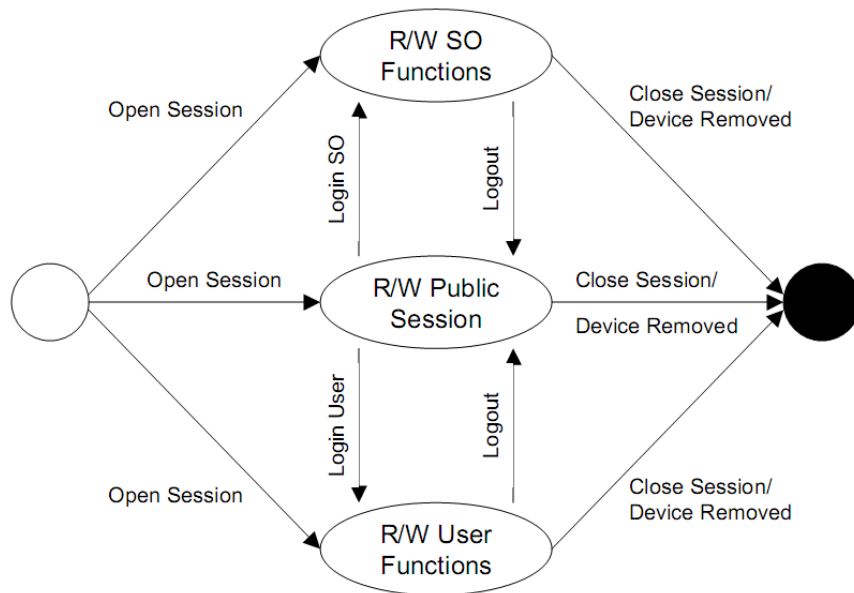 R/W SO
Functions
Open Session
Close Session/
Device Removed
Login SO
Logout
Open Session
R/W Public
Session
Close Session/
Device Removed
Login User
Logout
Open Session
Close Session/
Device Removed
R/W User
Functions